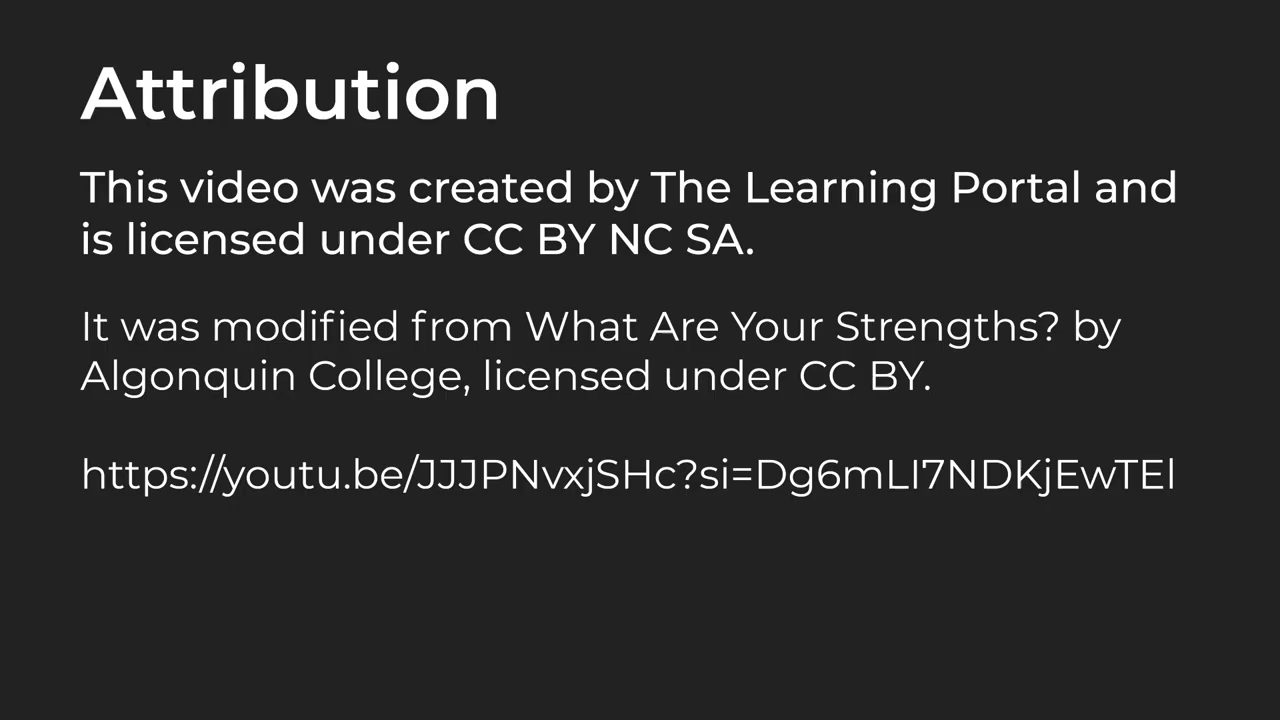 Attribution
This video was created by The Learning Portal and
is licensed under CC BY NC SA.
It was modified from What Are Your Strengths? by
Algonquin College, licensed under CC BY.
https://youtu.be/JJJPNvxjSHc?si=Dg6mLI7NDKjEwTEl